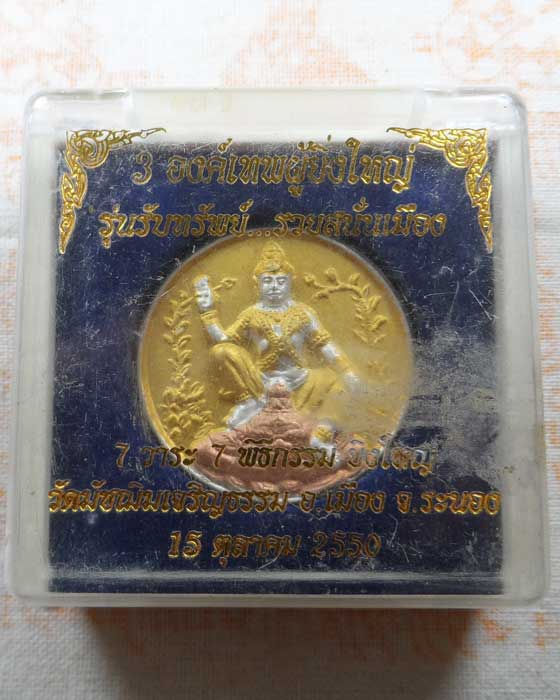 3 องค์เทพผู้ยิ่งใหญ่
รุ่นรับทรัพย์...รวยสนั่นเมือง
7 วาระ 7 พิธีกรรม ยิ่งใหญ่
วัดมัชฌิมเจริญธรรม อ.เมือง จ.ระนอง
15 ตุลาคม 2550